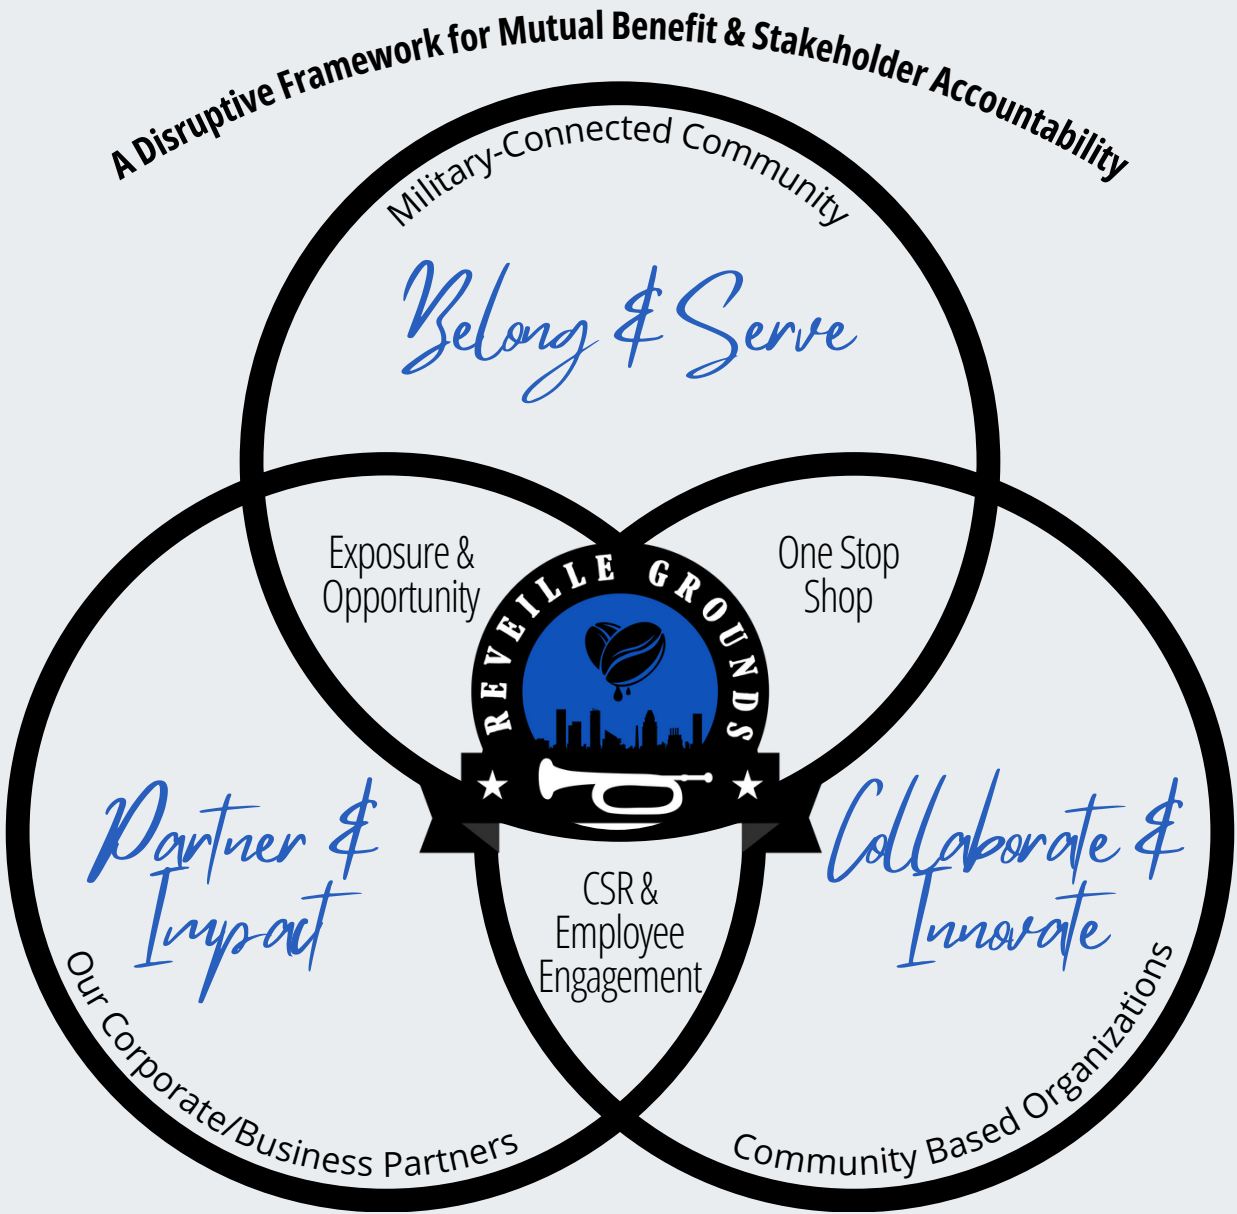 A Disruptive Framework for Mutual Benefit & Stakeholder Accountability
Military-Connected Community
Belong & Serve
Exposure &
Opportunity
One Stop
Shop
REVEILLE GROUNDS
Partner &
Impact
Collaborate &
Innovate
CSR &
Employee
Engagement
Our Corporate/Business Partners
Community Based Organizations